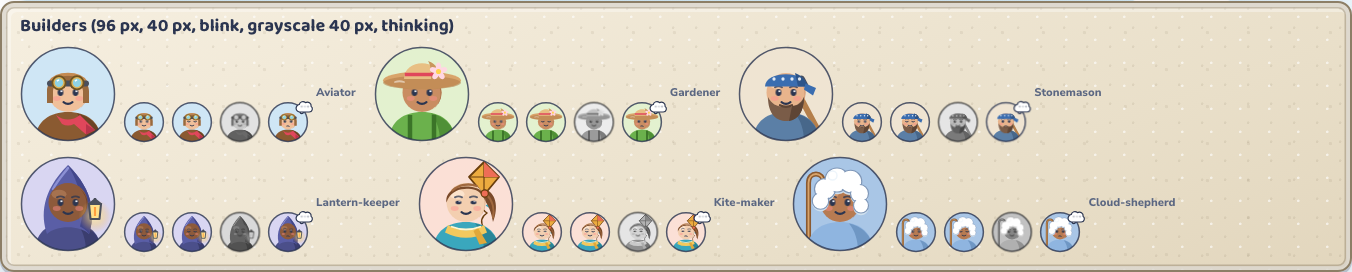 Builders (96 px, 40 px, blink, grayscale 40 px, thinking)
Aviator
Gardener
Stonemason
Lantern-keeper
Kite-maker
Cloud-shepherd